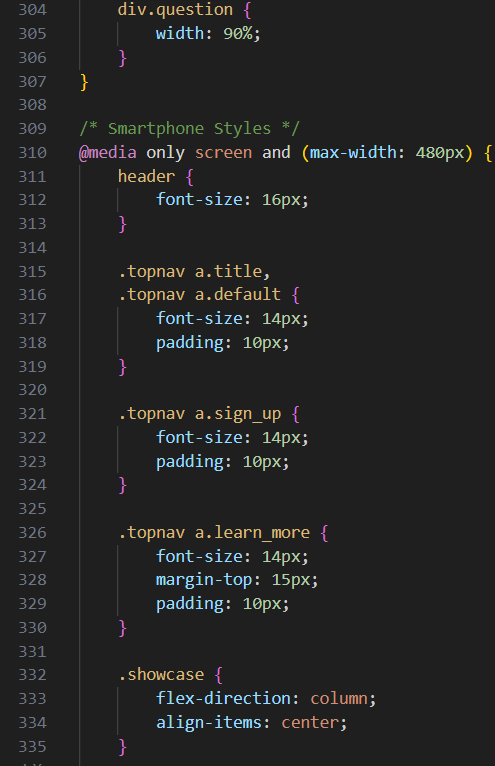 304 div.question {
305 width: 90%;
306 }
307 }
308
309 /* Smartphone Styles */
310 @media only screen and (max-width: 480px) {
311 header {
312 font-size: 16px;
313 }
314
315 .topnav a.title,
316 .topnav a.default {
317 font-size: 14px;
318 padding: 10px;
319 }
320
321 .topnav a.sign_up {
322 font-size: 14px;
323 padding: 10px;
324 }
325
326 .topnav a.learn_more {
327 font-size: 14px;
328 margin-top: 15px;
329 padding: 10px;
330 }
331
332 .showcase {
333 flex-direction: column;
334 align-items: center;
335 }